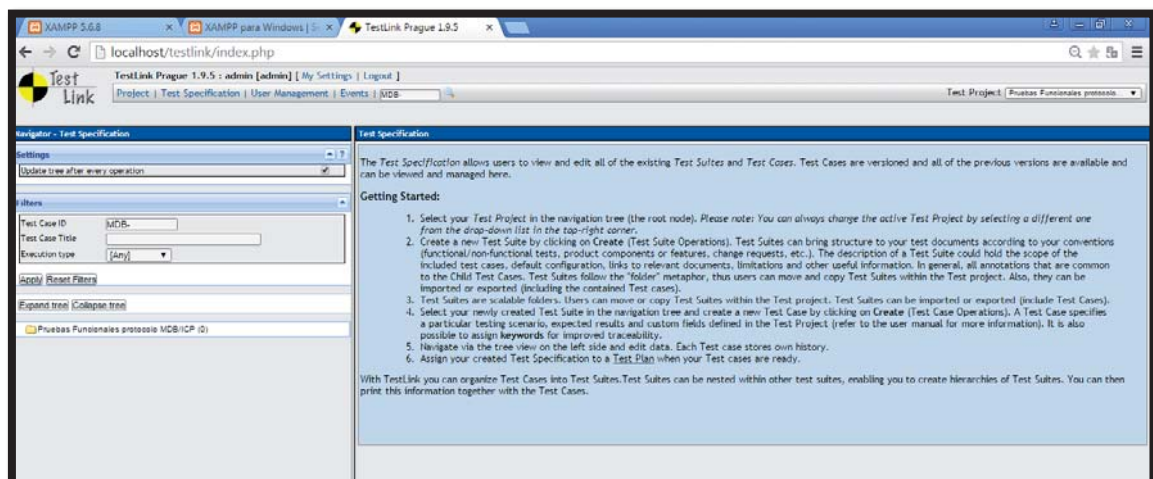 XAMPP 5.6.8
XAMPP para Windows | S
TestLink Prague 1.9.5
localhost/testlink/index.php
Test Link
TestLink Prague 1.9.5 : admin [admin] [ My Settings | Logout ]
Project | Test Specification | User Management | Events | MDB-
Test Project Pruebas Funcionales protocolo...
Navigator - Test Specification
Settings
Update tree after every operation
Filters
Test Case ID MDB-
Test Case Title
Execution type [Any]
Apply Reset Filters
Expand tree Collapse tree
Pruebas Funsionales protosolo MDB/ICP (0)
Test Specification
The Test Specification allows users to view and edit all of the existing Test Suites and Test Cases. Test Cases are versioned and all of the previous versions are available and
can be viewed and managed here.
Getting Started:
1. Select your Test Project in the navigation tree (the root node). Please note: You can always change the active Test Project by selecting a different one
from the drop-down list in the top-right corner.
2. Create a new Test Suite by clicking on Create (Test Suite Operations). Test Suites can bring structure to your test documents according to your conventions
(functional/non-functional tests, product components or features, change requests, etc.). The description of a Test Suite could hold the scope of the
included test cases, default configuration, links to relevant documents, limitations and other useful information. In general, all annotations that are common
to the Child Test Cases. Test Suites follow the "folder" metaphor, thus users can move and copy Test Suites within the Test project. Also, they can be
imported or exported (including the contained Test cases).
3. Test Suites are scalable folders. Users can move or copy Test Suites within the Test project. Test Suites can be imported or exported (include Test Cases).
4. Select your newly created Test Suite in the navigation tree and create a new Test Case by clicking on Create (Test Case Operations). A Test Case specifies
a particular testing scenario, expected results and custom fields defined in the Test Project (refer to the user manual for more information). It is also
possible to assign keywords for improved traceability.
5. Navigate via the tree view on the left side and edit data. Each Test case stores own history.
6. Assign your created Test Specification to a Test Plan when your Test cases are ready.
With TestLink you can organize Test Cases into Test Suites.Test Suites can be nested within other test suites, enabling you to create hierarchies of Test Suites. You can then
print this information together with the Test Cases.